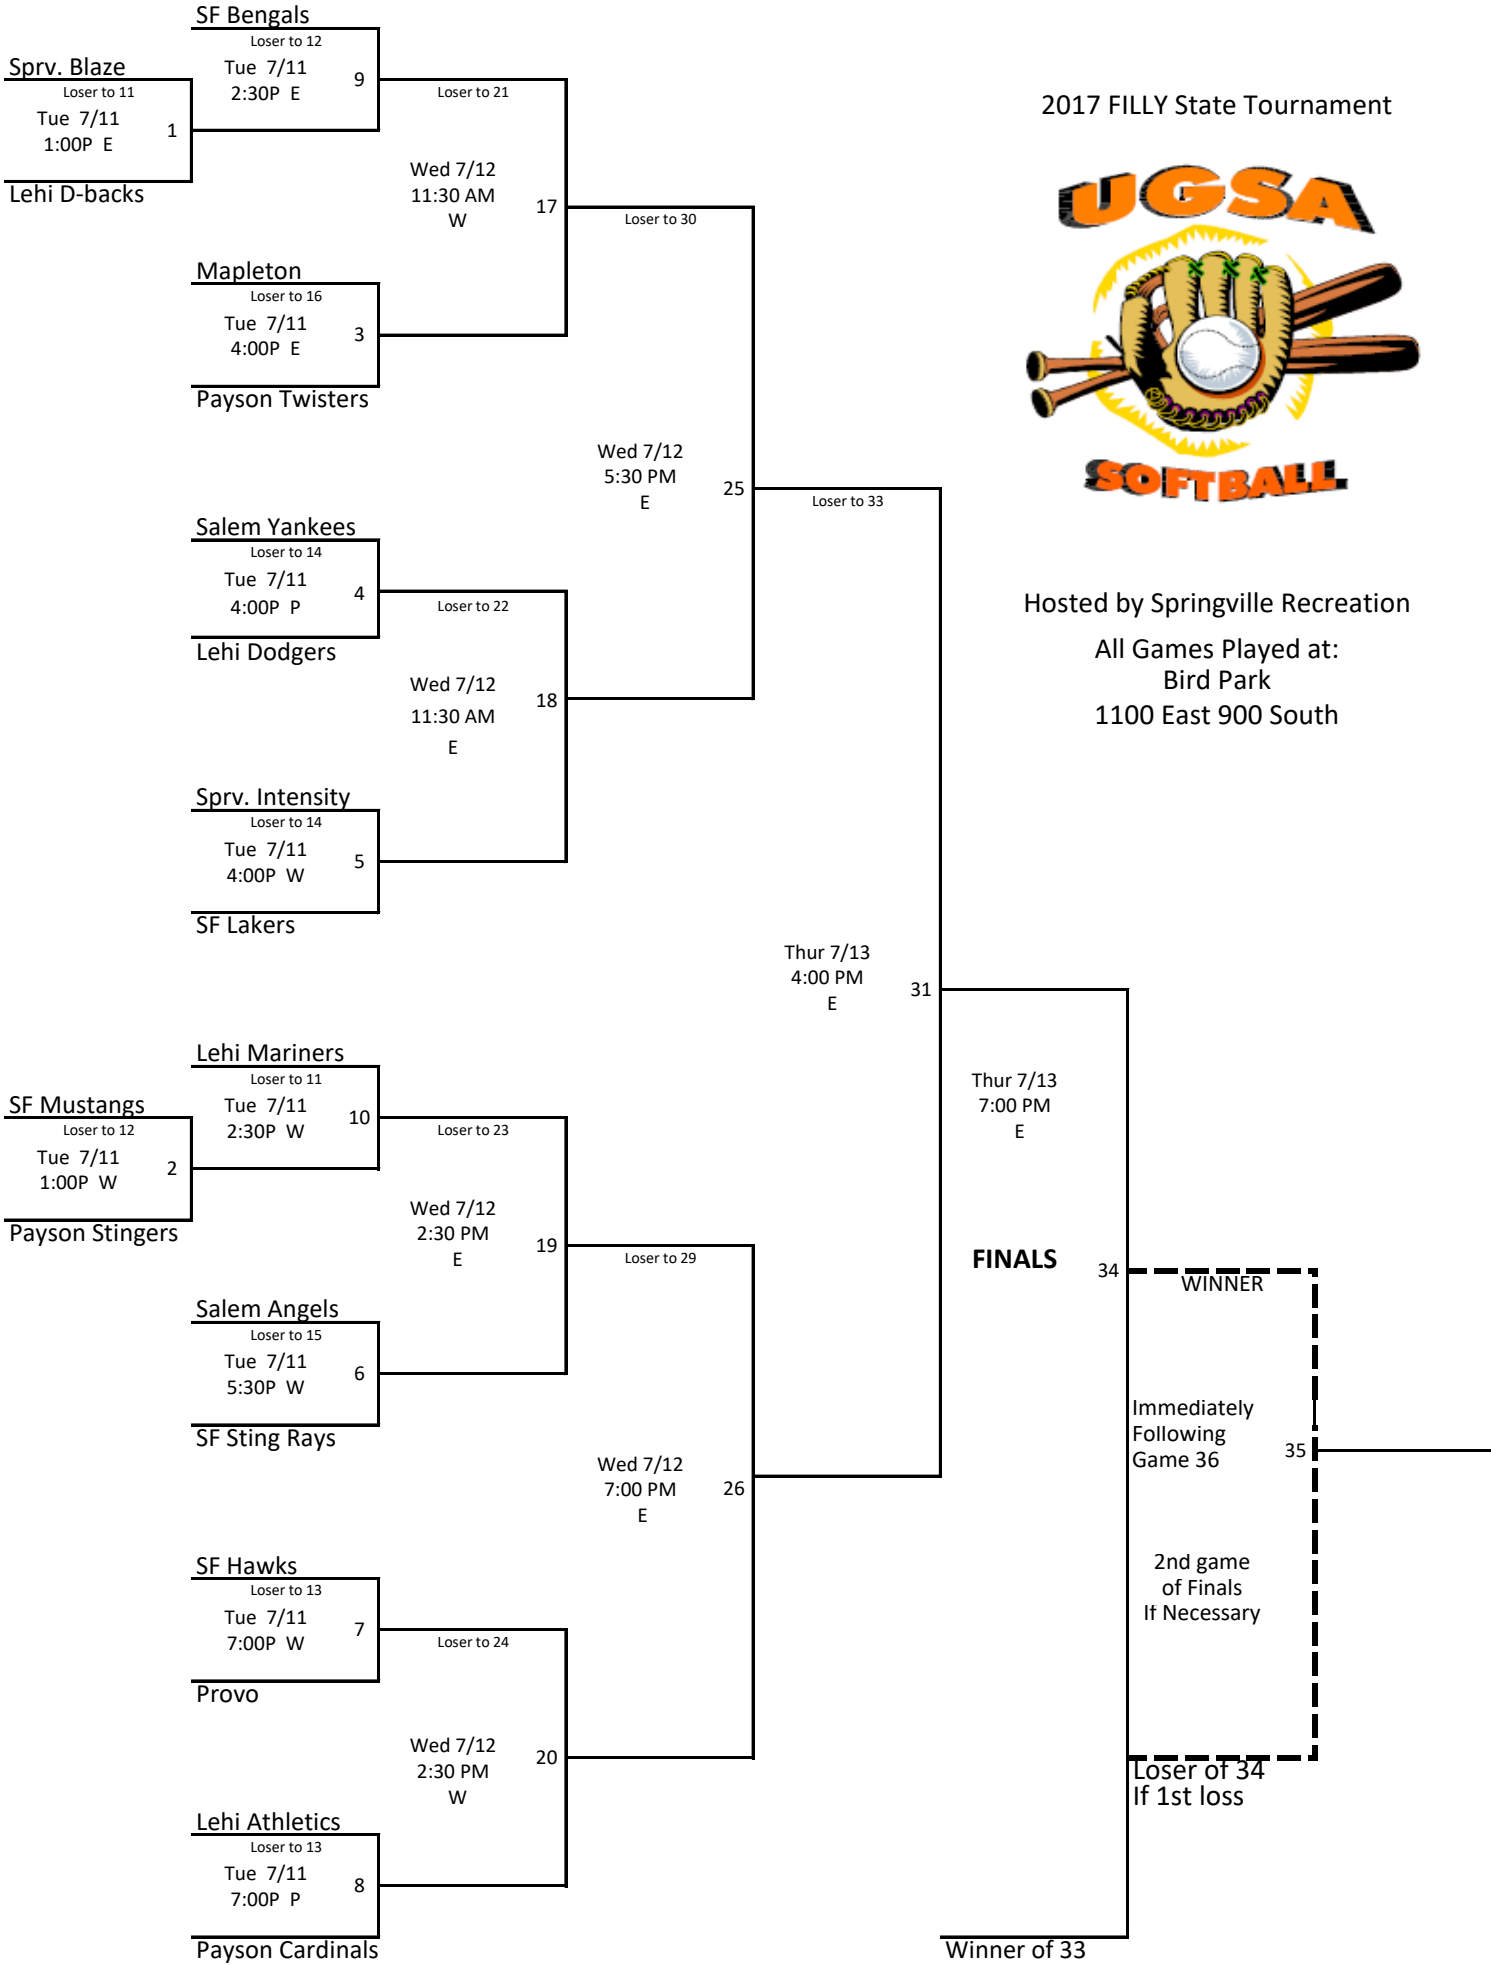 SF Bengals
Loser to 12
Sprv. Blaze
Tue 7/11
9
2:30P E
Loser to 11
Loser to 21
Tue 7/11
1
1:00P E
Lehi D-backs
2017 FILLY State Tournament
UGSA
SOFTBALL
Wed 7/12
11:30 AM
17
W
Loser to 30
Mapleton
Loser to 16
Tue 7/11
3
4:00P E
Payson Twisters
Wed 7/12
5:30 PM
25
E
Loser to 33
Salem Yankees
Loser to 14
Tue 7/11
4
4:00P P
Loser to 22
Lehi Dodgers
Hosted by Springville Recreation
All Games Played at:
Bird Park
1100 East 900 South
Wed 7/12
18
11:30 AM
E
Sprv. Intensity
Loser to 14
Tue 7/11
5
4:00P W
SF Lakers
Thur 7/13
4:00 PM
31
E
Lehi Mariners
Loser to 11
SF Mustangs
Tue 7/11
10
2:30P W
Loser to 12
Loser to 23
Tue 7/11
2
1:00P W
Payson Stingers
Thur 7/13
7:00 PM
E
Wed 7/12
2:30 PM
19
E
Loser to 29
FINALS
34
WINNER
Salem Angels
Loser to 15
Tue 7/11
6
5:30P W
SF Sting Rays
Immediately
Following
Game 36
35
Wed 7/12
7:00 PM
26
E
SF Hawks
Loser to 13
Tue 7/11
7
7:00P W
Loser to 24
Provo
2nd game
of Finals
If Necessary
Wed 7/12
20
2:30 PM
W
Loser of 34
If 1st loss
Lehi Athletics
Loser to 13
Tue 7/11
8
7:00P P
Payson Cardinals
Winner of 33